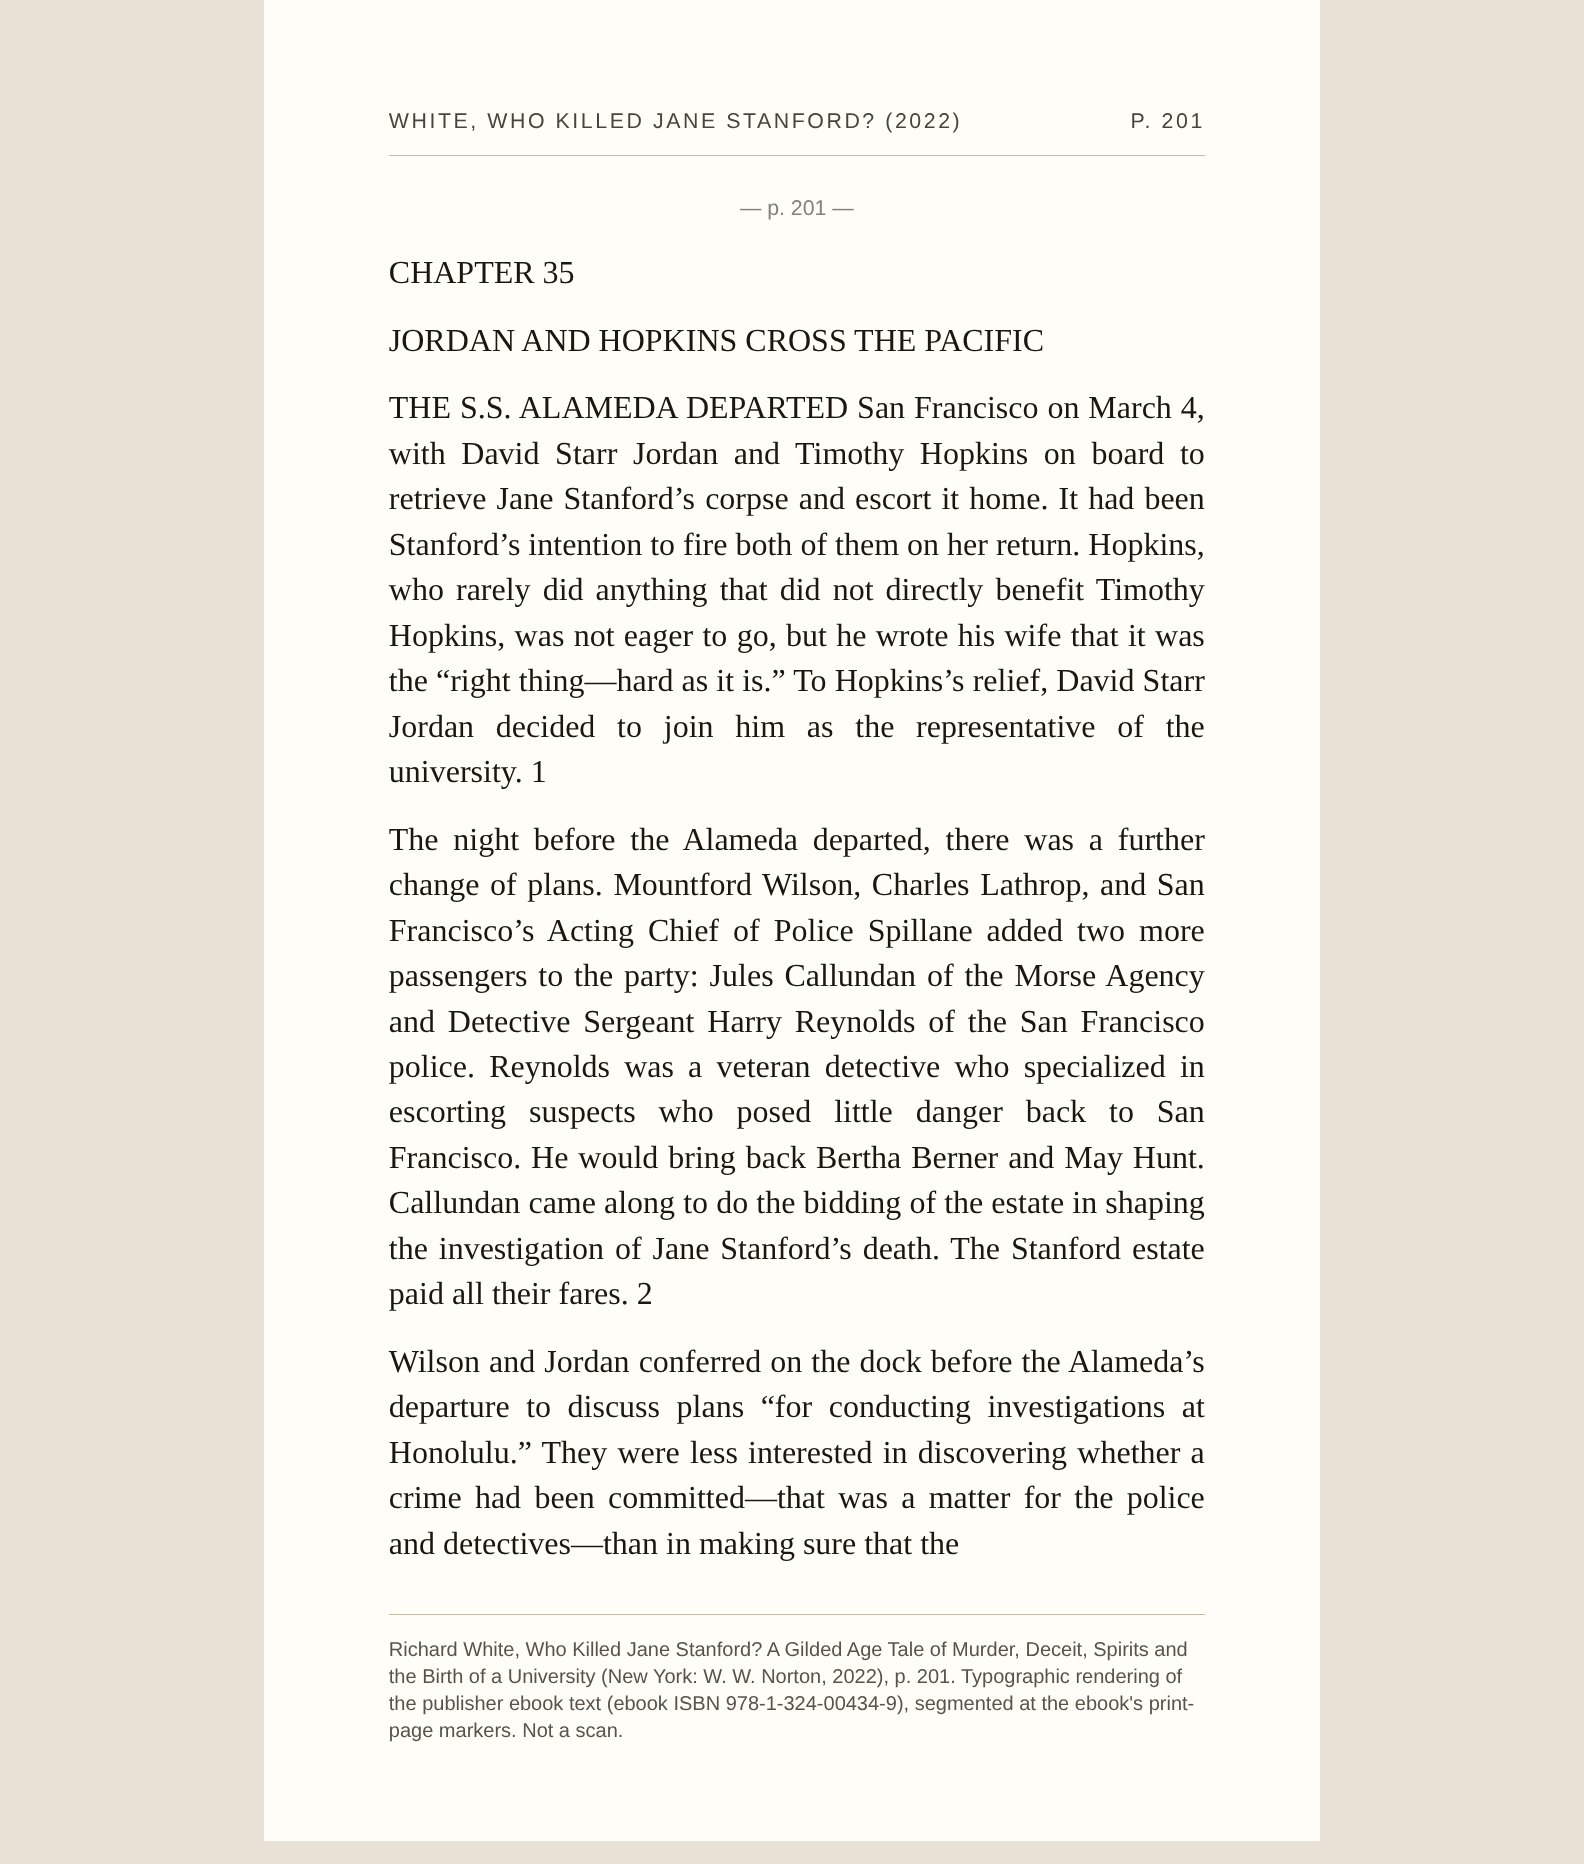 WHITE, WHO KILLED JANE STANFORD? (2022) P. 201
— p. 201 —
CHAPTER 35
JORDAN AND HOPKINS CROSS THE PACIFIC
THE S.S. ALAMEDA DEPARTED San Francisco on March 4,
with David Starr Jordan and Timothy Hopkins on board to
retrieve Jane Stanford’s corpse and escort it home. It had been
Stanford’s intention to fire both of them on her return. Hopkins,
who rarely did anything that did not directly benefit Timothy
Hopkins, was not eager to go, but he wrote his wife that it was
the “right thing—hard as it is.” To Hopkins’s relief, David Starr
Jordan decided to join him as the representative of the
university. 1
The night before the Alameda departed, there was a further
change of plans. Mountford Wilson, Charles Lathrop, and San
Francisco’s Acting Chief of Police Spillane added two more
passengers to the party: Jules Callundan of the Morse Agency
and Detective Sergeant Harry Reynolds of the San Francisco
police. Reynolds was a veteran detective who specialized in
escorting suspects who posed little danger back to San
Francisco. He would bring back Bertha Berner and May Hunt.
Callundan came along to do the bidding of the estate in shaping
the investigation of Jane Stanford’s death. The Stanford estate
paid all their fares. 2
Wilson and Jordan conferred on the dock before the Alameda’s
departure to discuss plans “for conducting investigations at
Honolulu.” They were less interested in discovering whether a
crime had been committed—that was a matter for the police
and detectives—than in making sure that the
Richard White, Who Killed Jane Stanford? A Gilded Age Tale of Murder, Deceit, Spirits and
the Birth of a University (New York: W. W. Norton, 2022), p. 201. Typographic rendering of
the publisher ebook text (ebook ISBN 978-1-324-00434-9), segmented at the ebook's print-
page markers. Not a scan.